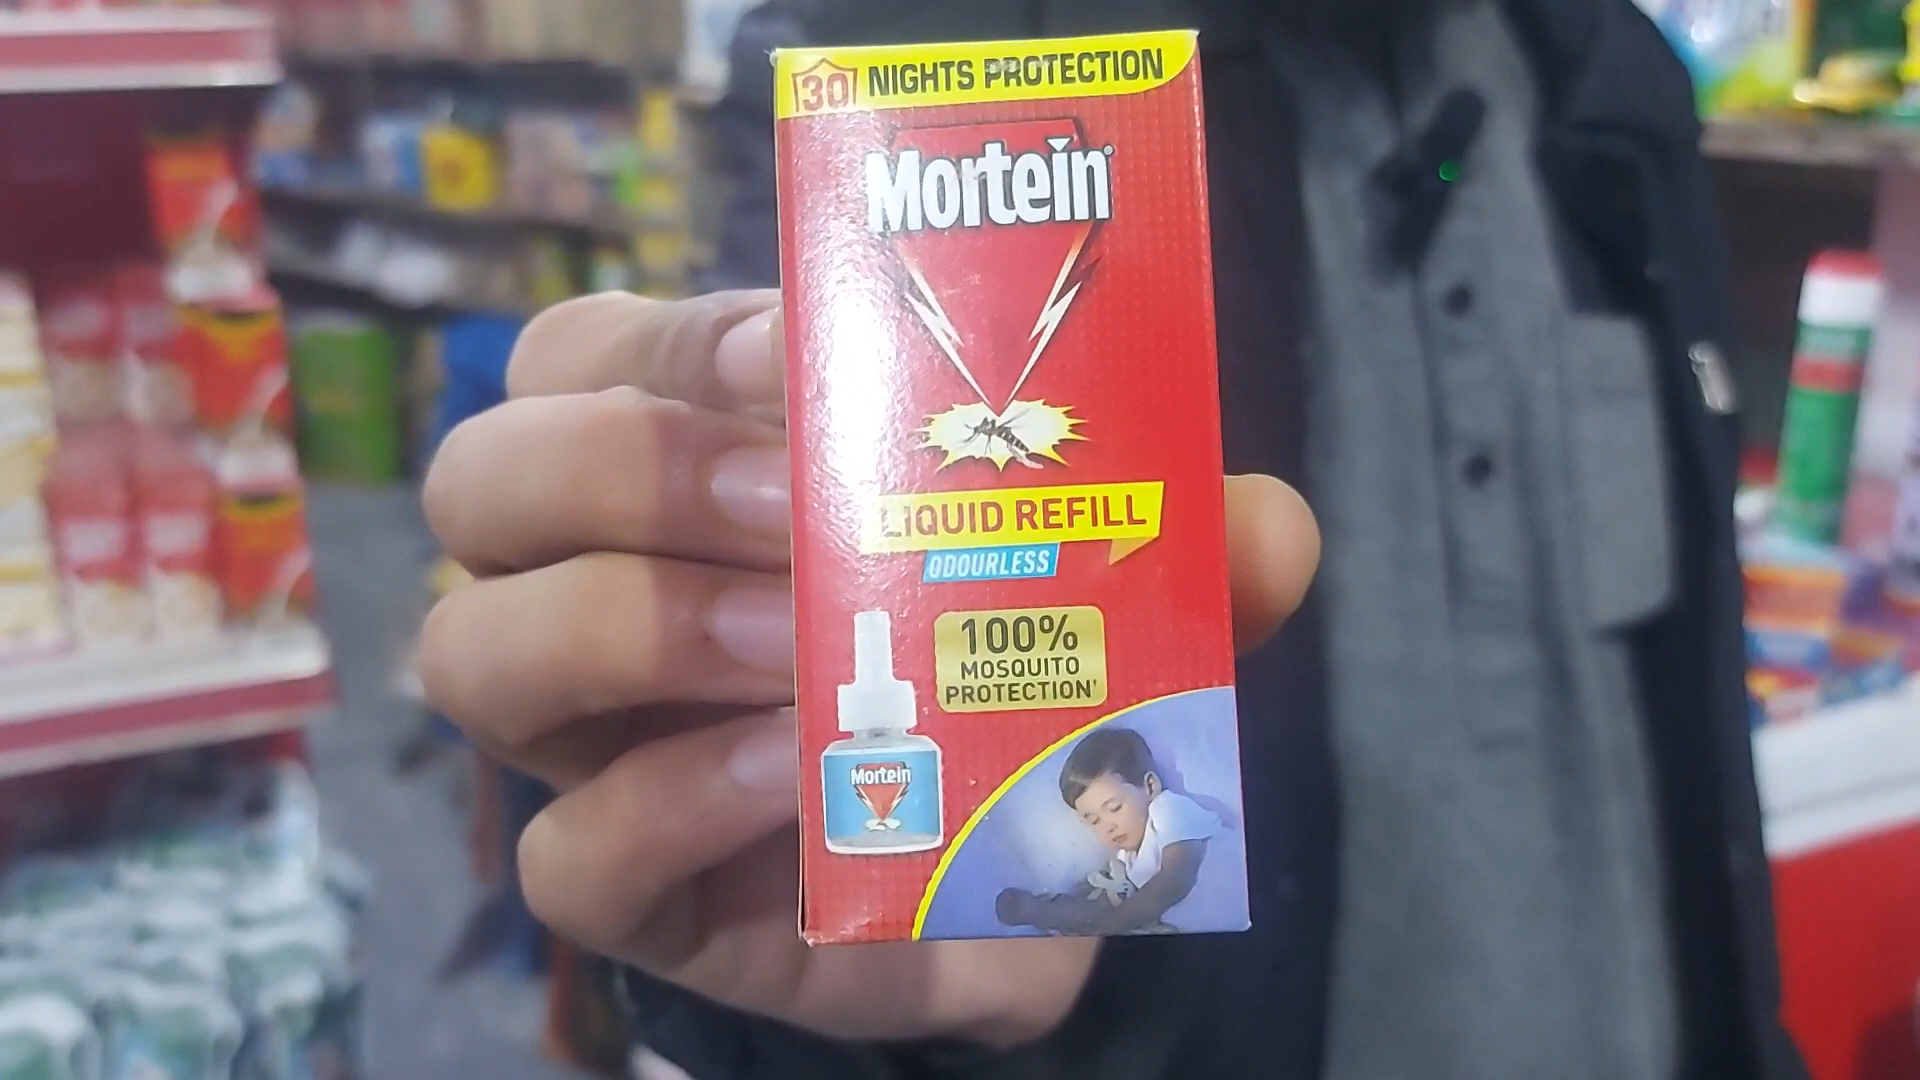 30 NIGHTS PROTECTION
Mortein®
LIQUID REFILL
ODOURLESS
100%
MOSQUITO
PROTECTION'
Mortein